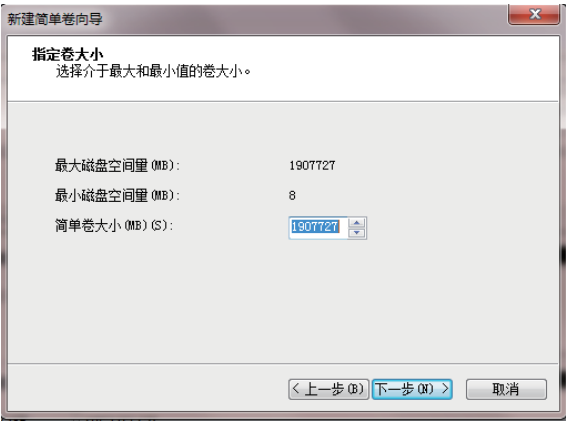 新建简单卷向导
指定卷大小
选择介于最大和最小值的卷大小。
最大磁盘空间量(MB): 1907727
最小磁盘空间量(MB): 8
简单卷大小(MB)(S): 1907727
< 上一步(B) 下一步(N) > 取消